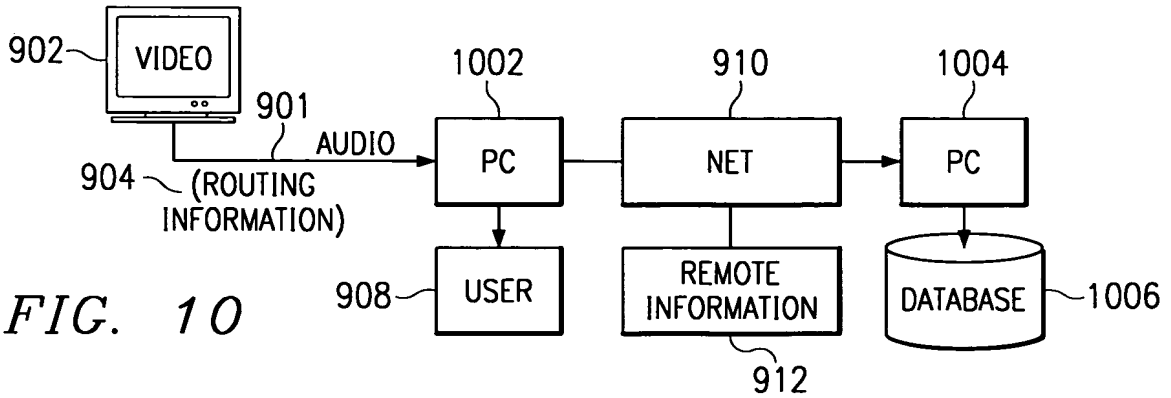 902
VIDEO
901
AUDIO
904
(ROUTING
INFORMATION)
1002
PC
910
NET
1004
PC
908
USER
REMOTE
INFORMATION
912
DATABASE
1006
FIG. 10